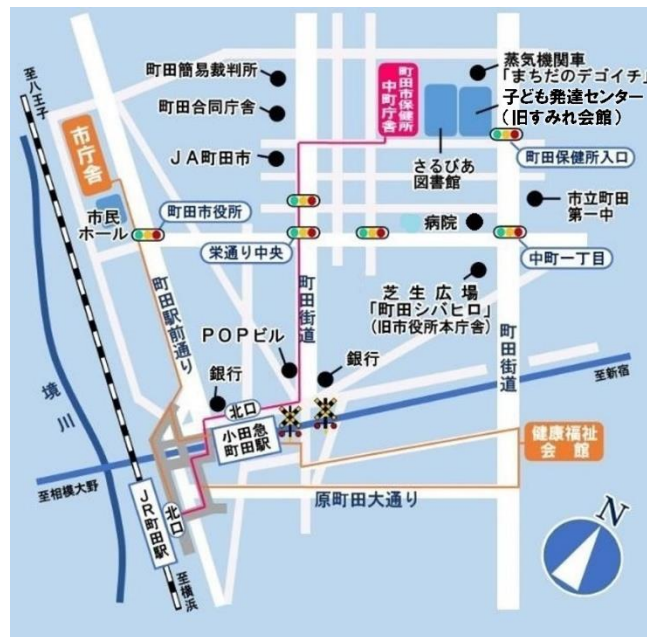 至八王子
町田簡易裁判所
町田合同庁舎
JA町田市
町田市保健所
中町庁舎
蒸気機関車
「まちだのデゴイチ」
子ども発達センター
(旧すみれ会館)
さるびあ
図書館
町田保健所入口
市庁舎
市民
ホール
町田市役所
市立町田
第一中
栄通り中央
病院
中町一丁目
町田駅前通り
町田街道
芝生広場
「町田シバヒロ」
(旧市役所本庁舎)
町田街道
POPビル
銀行
銀行
至新宿
境川
北口
小田急
町田駅
健康福祉
会館
至相模大野
北口
JR町田駅
原町田大通り
至横浜
N